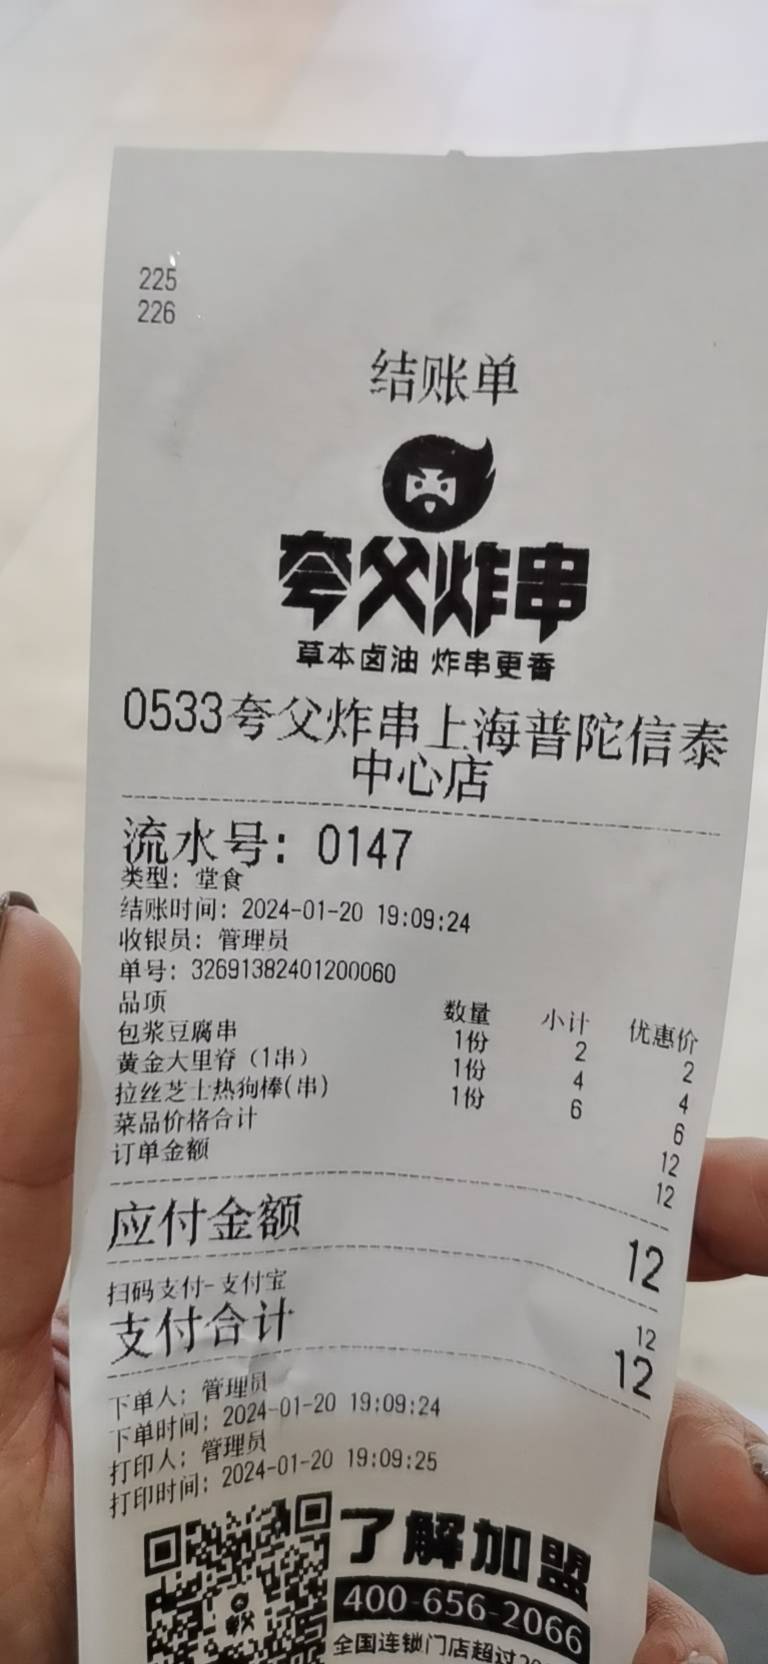 225
226
结账单
夸父炸串
草本卤油 炸串更香
0533夸父炸串上海普陀信泰
中心店
流水号: 0147
类型: 堂食
结账时间: 2024-01-20 19:09:24
收银员: 管理员
单号: 32691382401200060
品项 数量 小计 优惠价
包浆豆腐串 1份 2 2
黄金大里脊 (1串) 1份 4 4
拉丝芝士热狗棒(串) 1份 6 6
菜品价格合计 12
订单金额 12
应付金额 12
扫码支付-支付宝 12
支付合计 12
下单人: 管理员
下单时间: 2024-01-20 19:09:24
打印人: 管理员
打印时间: 2024-01-20 19:09:25
了解加盟
400-656-2066
全国连锁门店超过